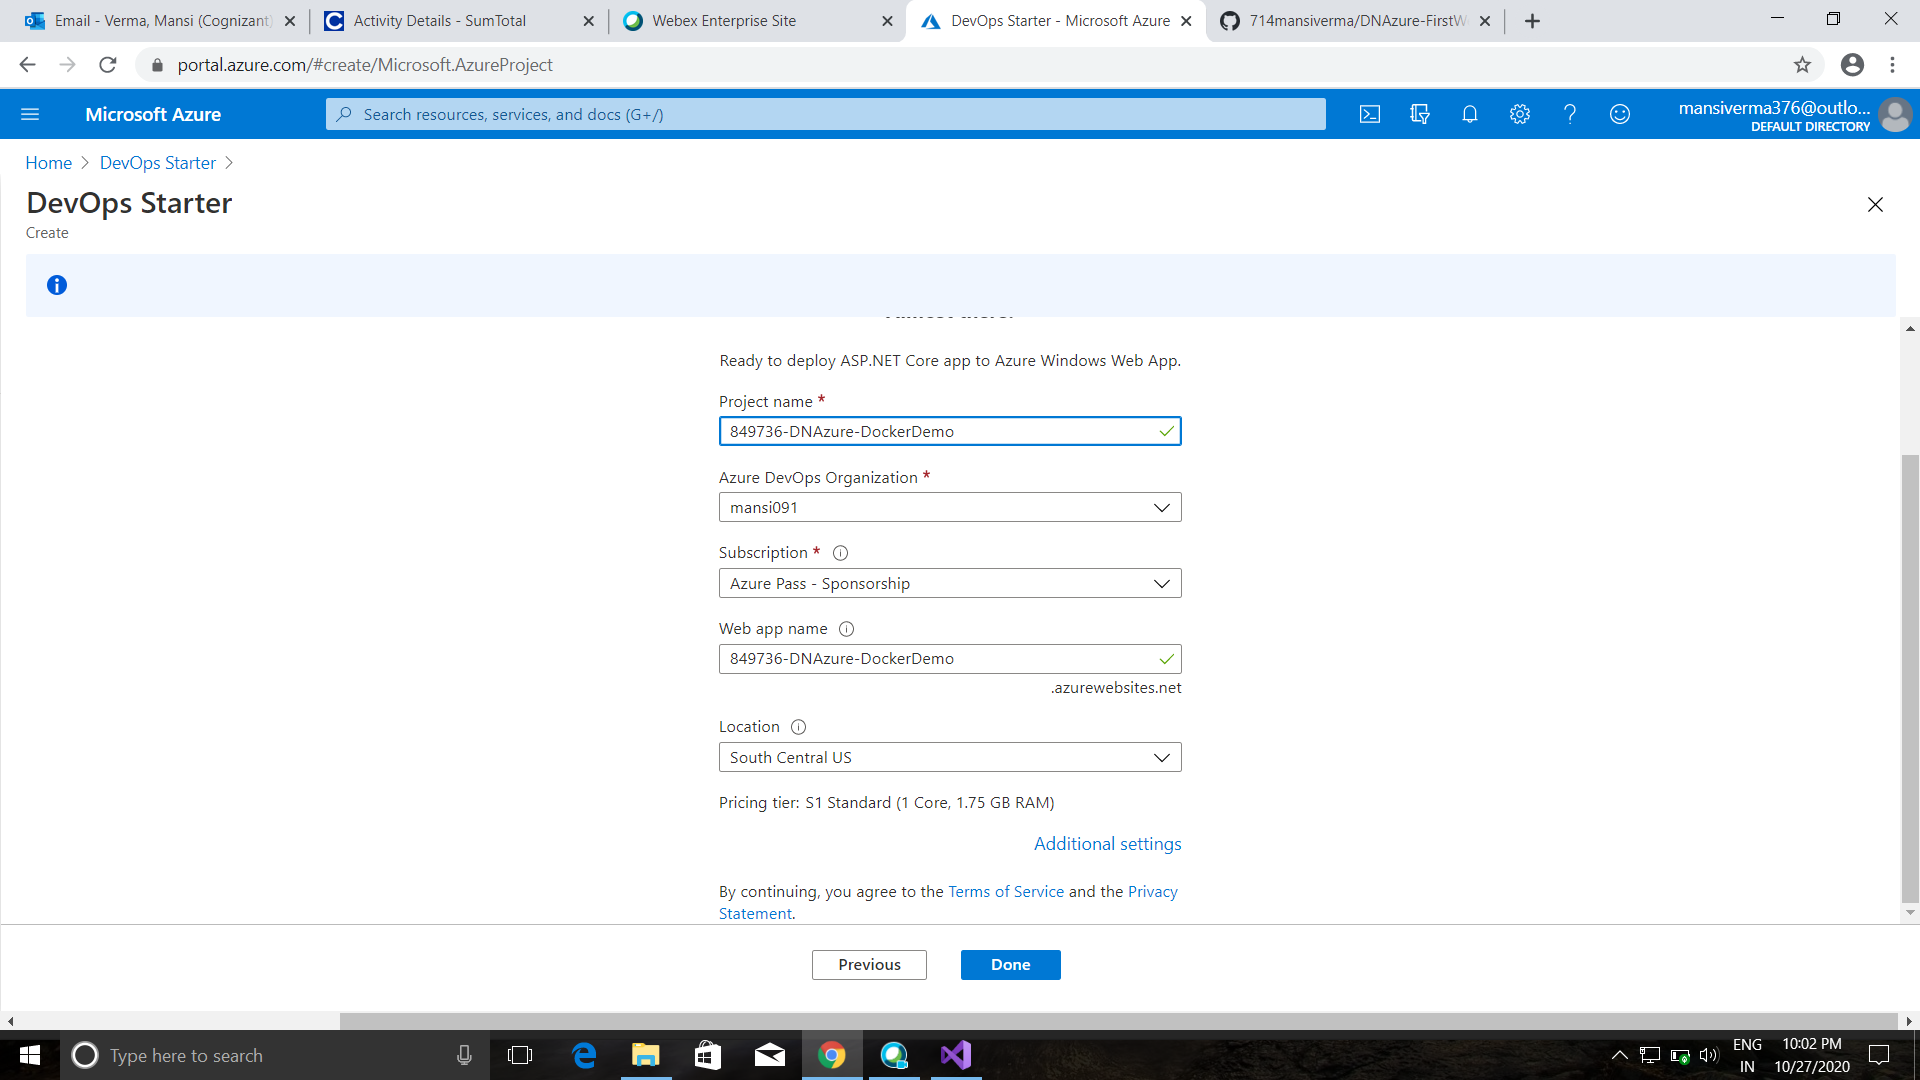 Email - Verma, Mansi (Cognizant)
Activity Details - SumTotal
Webex Enterprise Site
DevOps Starter - Microsoft Azure
714mansiverma/DNAzure-FirstW
portal.azure.com/#create/Microsoft.AzureProject
Microsoft Azure
Search resources, services, and docs (G+/)
mansiverma376@outlo...
DEFAULT DIRECTORY
Home > DevOps Starter >
DevOps Starter
Create
Almost there!
Ready to deploy ASP.NET Core app to Azure Windows Web App.
Project name *
849736-DNAzure-DockerDemo
Azure DevOps Organization *
mansi091
Subscription *
Azure Pass - Sponsorship
Web app name
849736-DNAzure-DockerDemo
.azurewebsites.net
Location
South Central US
Pricing tier: S1 Standard (1 Core, 1.75 GB RAM)
Additional settings
By continuing, you agree to the Terms of Service and the Privacy
Statement.
Previous
Done
Type here to search
ENG
IN
10:02 PM
10/27/2020